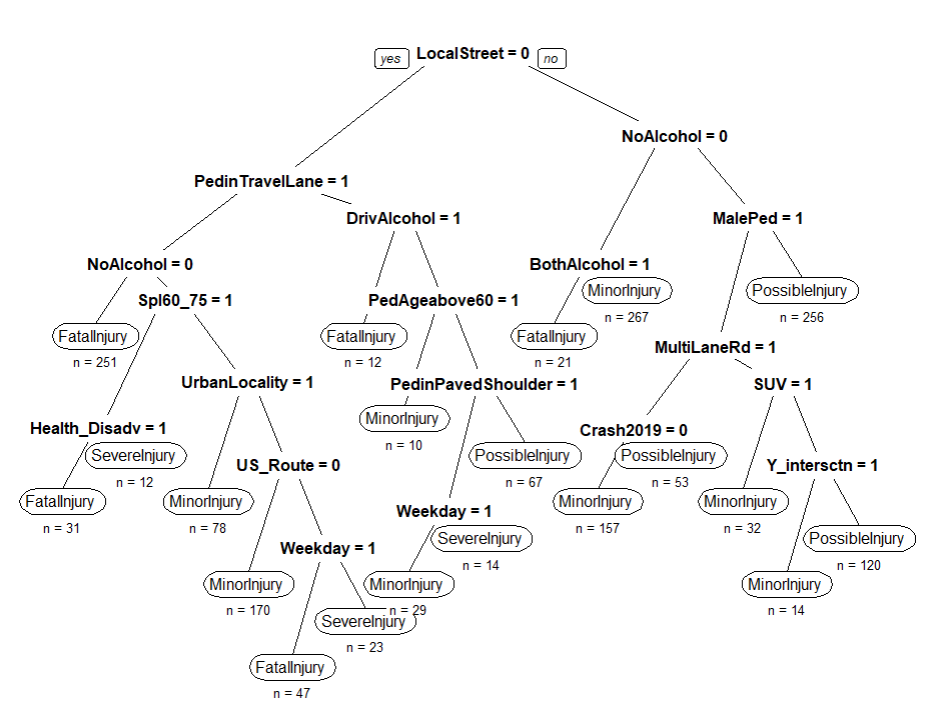 yes LocalStreet = 0 no
NoAlcohol = 0
PedinTravelLane = 1
DrivAlcohol = 1
MalePed = 1
NoAlcohol = 0
BothAlcohol = 1
Spl60_75 = 1
PedAgeabove60 = 1
MinorInjury
n = 267
PossibleInjury
n = 256
FatalInjury
n = 251
FatalInjury
n = 12
FatalInjury
n = 21
MultiLaneRd = 1
UrbanLocality = 1
PedinPavedShoulder = 1
SUV = 1
MinorInjury
n = 10
Health_Disadv = 1
SevereInjury
n = 12
Crash2019 = 0
PossibleInjury
n = 53
US_Route = 0
PossibleInjury
n = 67
Y_intersctn = 1
FatalInjury
n = 31
MinorInjury
n = 78
Weekday = 1
MinorInjury
n = 157
MinorInjury
n = 32
Weekday = 1
SevereInjury
n = 14
PossibleInjury
n = 120
MinorInjury
n = 170
MinorInjury
n = 29
MinorInjury
n = 14
SevereInjury
n = 23
FatalInjury
n = 47